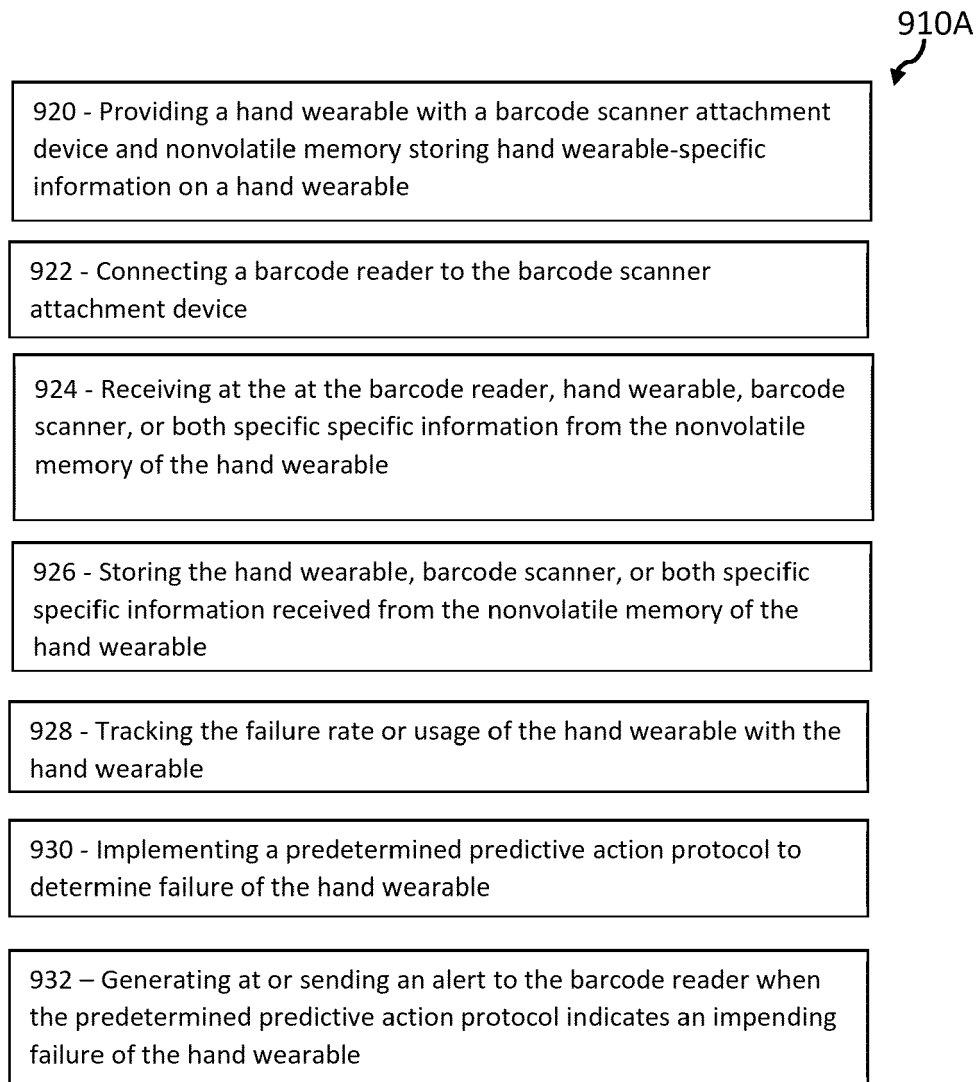 910A
920 - Providing a hand wearable with a barcode scanner attachment
device and nonvolatile memory storing hand wearable-specific
information on a hand wearable
922 - Connecting a barcode reader to the barcode scanner
attachment device
924 - Receiving at the at the barcode reader, hand wearable, barcode
scanner, or both specific specific information from the nonvolatile
memory of the hand wearable
926 - Storing the hand wearable, barcode scanner, or both specific
specific information received from the nonvolatile memory of the
hand wearable
928 - Tracking the failure rate or usage of the hand wearable with the
hand wearable
930 - Implementing a predetermined predictive action protocol to
determine failure of the hand wearable
932 – Generating at or sending an alert to the barcode reader when
the predetermined predictive action protocol indicates an impending
failure of the hand wearable